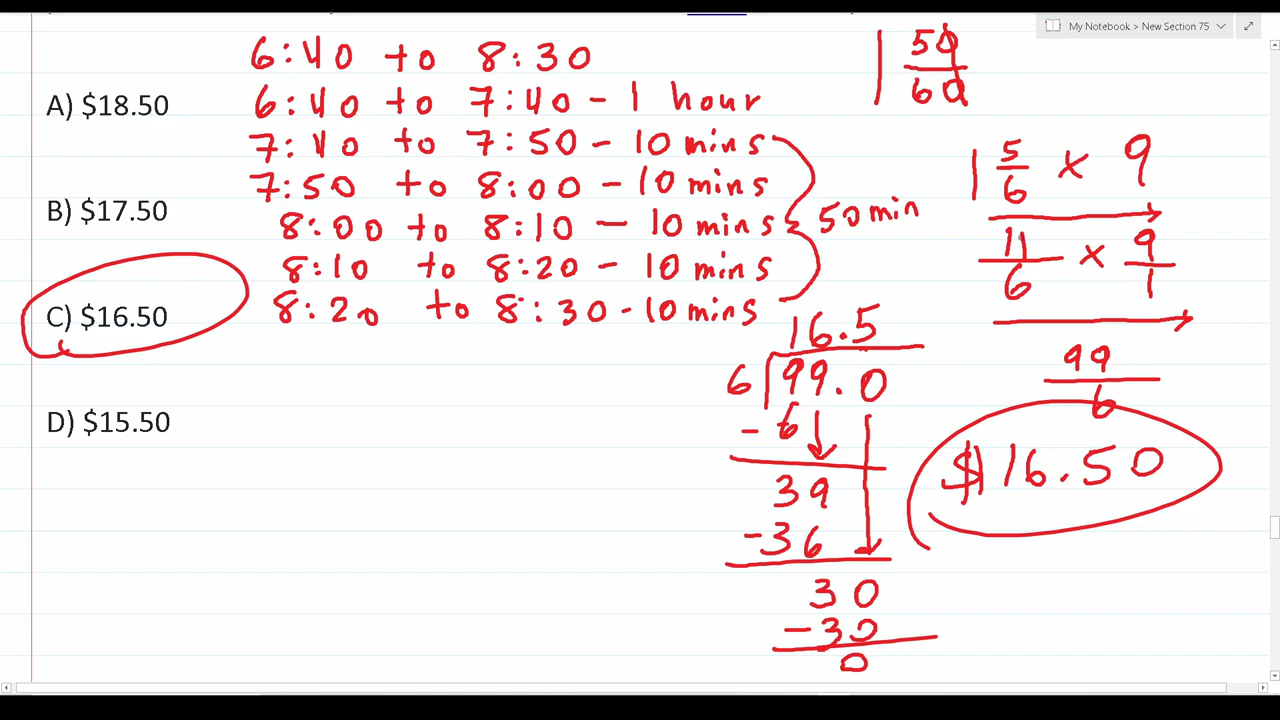 My Notebook > New Section 75
6:40 to 8:30
A) $18.50
6:40 to 7:40 - 1 hour
7:40 to 7:50 - 10 mins
7:50 to 8:00 - 10 mins
B) $17.50
8:00 to 8:10 - 10 mins
50 min
8:10 to 8:20 - 10 mins
C) $16.50
8:20 to 8:30 - 10 mins
D) $15.50
16.5
6 99.0
- 6
39
-36
30
-30
0
1 50/60
1 5/6 x 9
11/6 x 9/1
99/6
$16.50